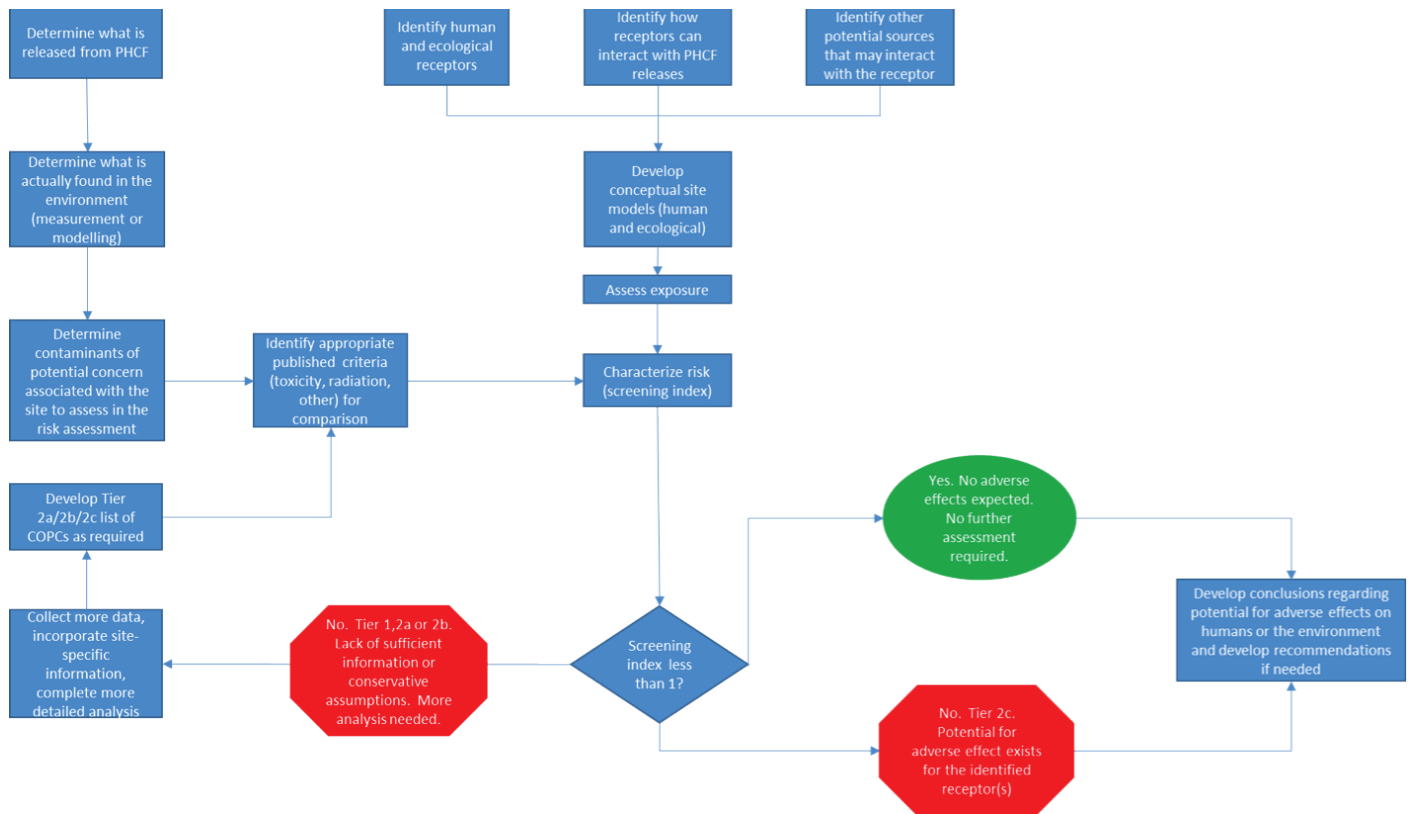 Determine what is
released from PHCF
Identify human
and ecological
receptors
Identify how
receptors can
interact with PHCF
releases
Identify other
potential sources
that may interact
with the receptor
Determine what is
actually found in the
environment
(measurement or
modelling)
Develop
conceptual site
models (human
and ecological)
Assess exposure
Determine
contaminants of
potential concern
associated with the
site to assess in the
risk assessment
Identify appropriate
published criteria
(toxicity, radiation,
other) for
comparison
Characterize risk
(screening index)
Develop Tier
2a/2b/2c list of
COPCs as required
Yes. No adverse
effects expected.
No further
assessment
required.
Collect more data,
incorporate site-
specific
information,
complete more
detailed analysis
No. Tier 1,2a or 2b.
Lack of sufficient
information or
conservative
assumptions. More
analysis needed.
Screening
index less
than 1?
Develop conclusions regarding
potential for adverse effects on
humans or the environment
and develop recommendations
if needed
No. Tier 2c.
Potential for
adverse effect exists
for the identified
receptor(s)